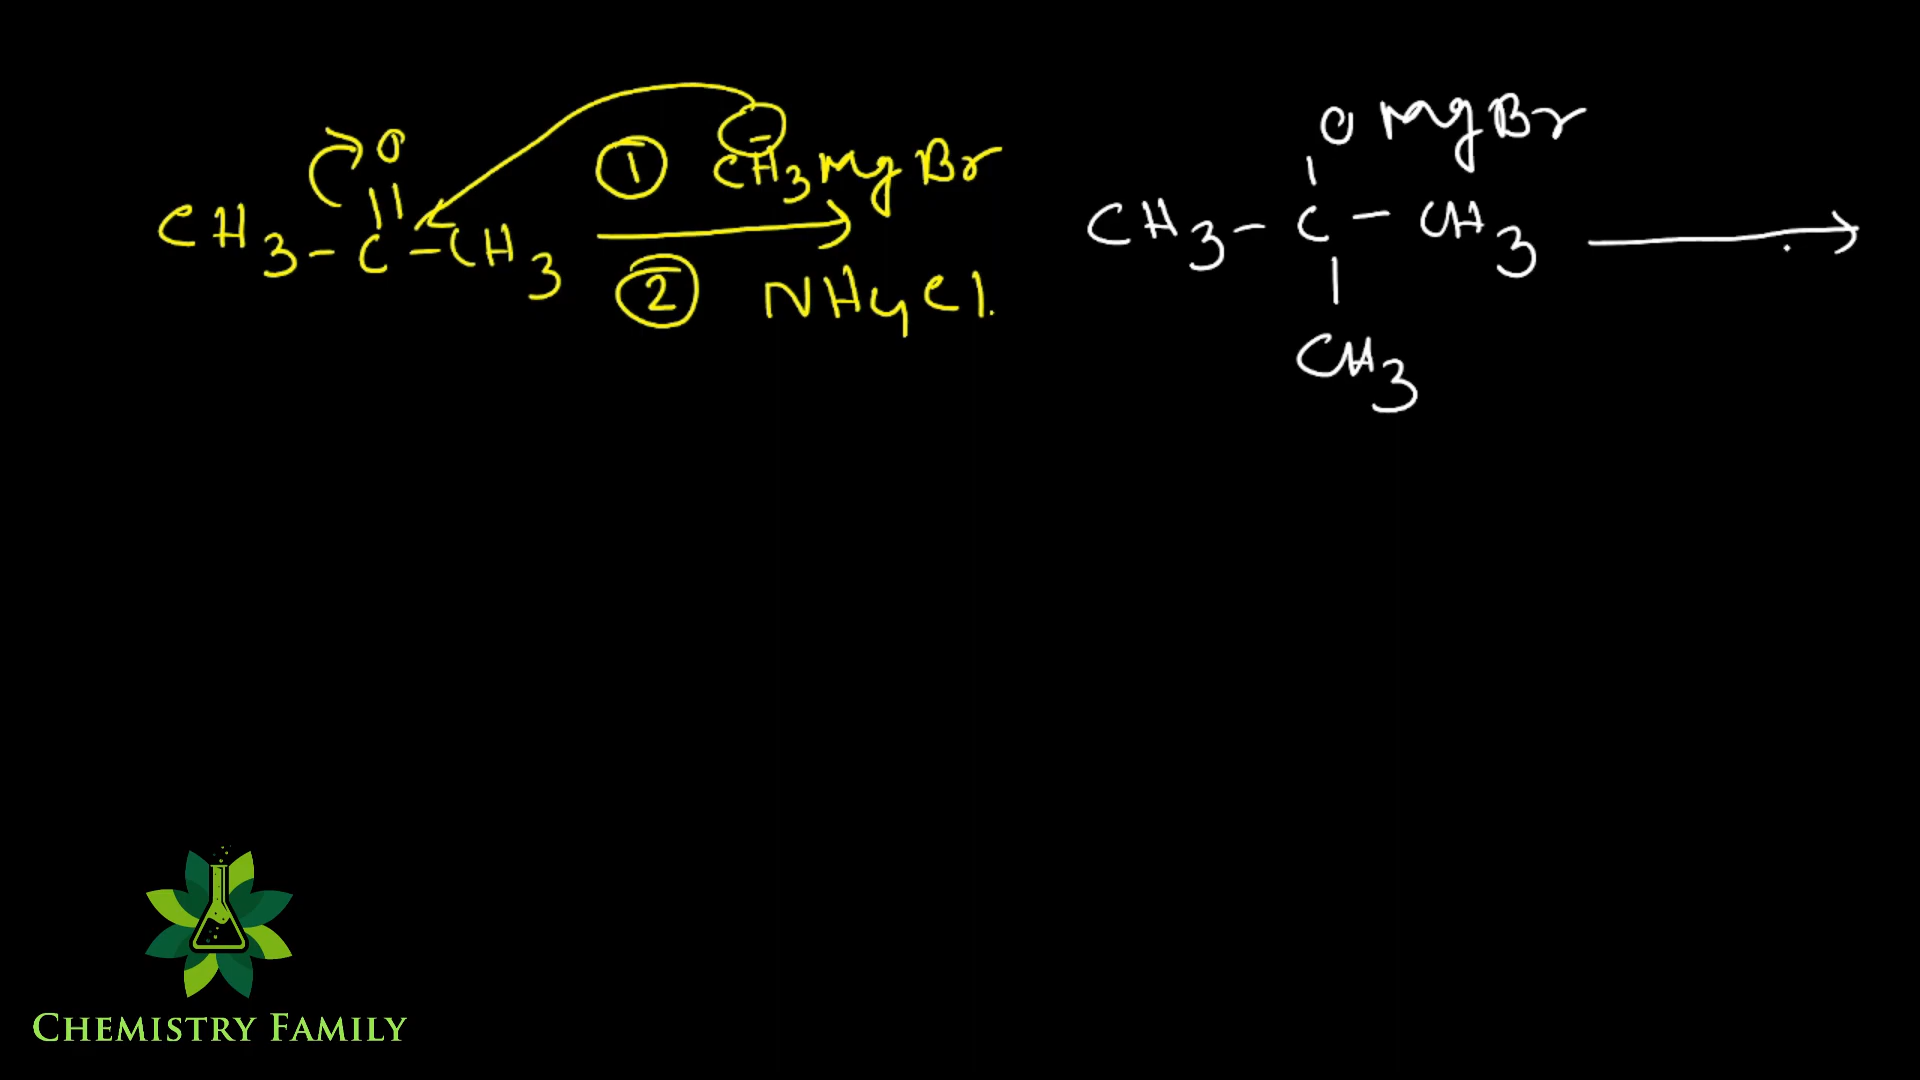 O
① CH3MgBr
CH3-C-CH3
② NH4Cl.
OMgBr
CH3-C-CH3
CH3
CHEMISTRY FAMILY